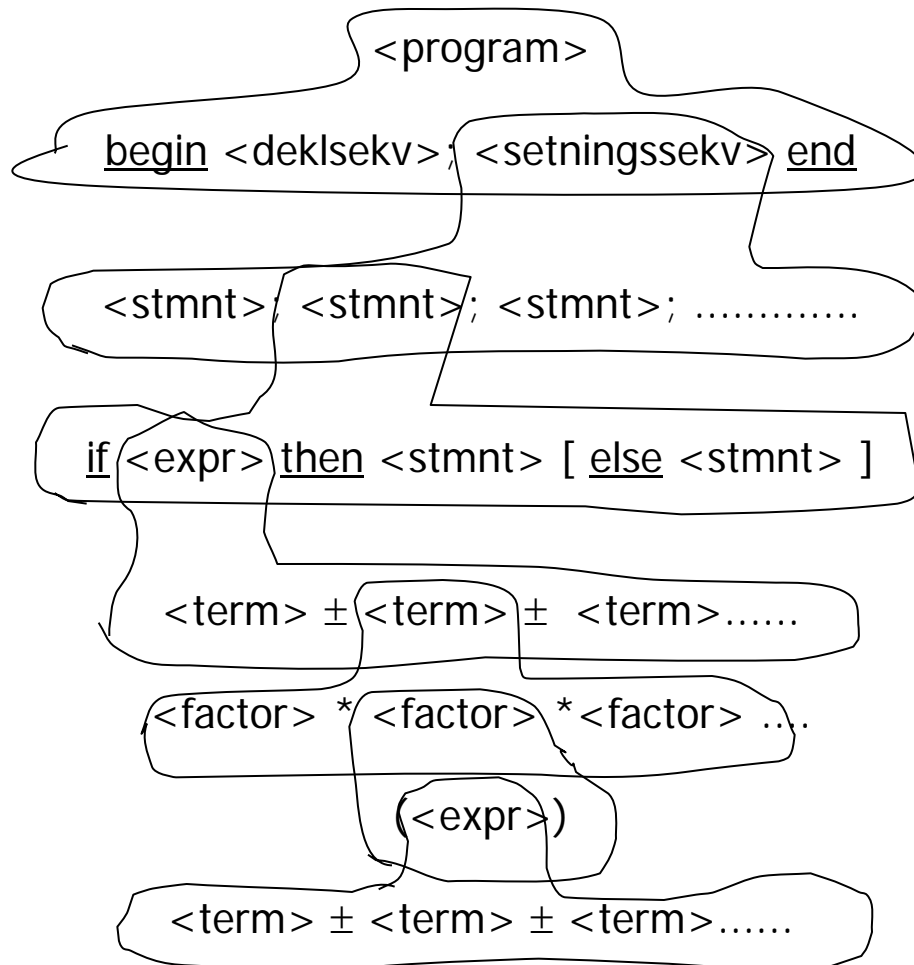 <program>
begin <deklsekv>; <setningssekv> end
<stmnt>; <stmnt>; <stmnt>; .............
if <expr> then <stmnt> [ else <stmnt> ]
<term> ± <term> ± <term>......
<factor> * <factor> *<factor> ....
(<expr>)
<term> ± <term> ± <term>......